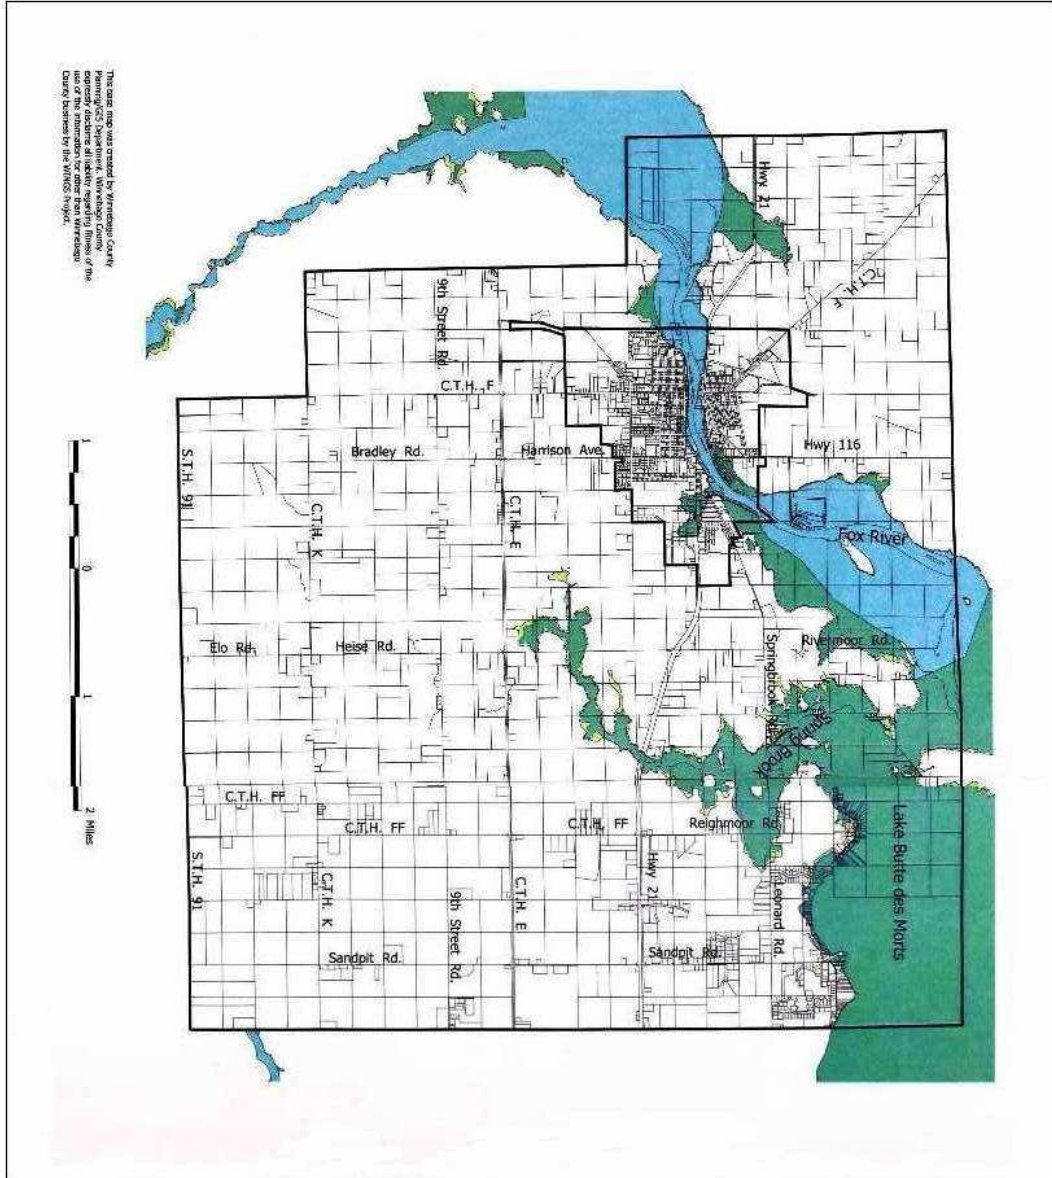 This base map was created by Winnebago County
Planning/GIS Department. Winnebago County
expressly disclaims all liability regarding fitness of the
use of the information for other than Winnebago
County business by the WINGS Project.
Hwy 21
C.T.H. F
9th Street Rd.
C.T.H. F
Hwy 116
Bradley Rd.
Harrison Ave.
S.T.H. 91
C.T.H. K
C.T.H. E
Fox River
Elo Rd.
Heise Rd.
Springbrook Rd.
Rivermoor Rd.
Spring Brook
C.T.H. FF
C.T.H. FF
C.T.H. FF
Reighmoor Rd.
Lake Butte des Morts
S.T.H. 91
C.T.H. K
9th Street Rd.
C.T.H. E
Hwy 21
Leonard Rd.
Sandpit Rd.
Sandpit Rd.
1
0
1
2 Miles